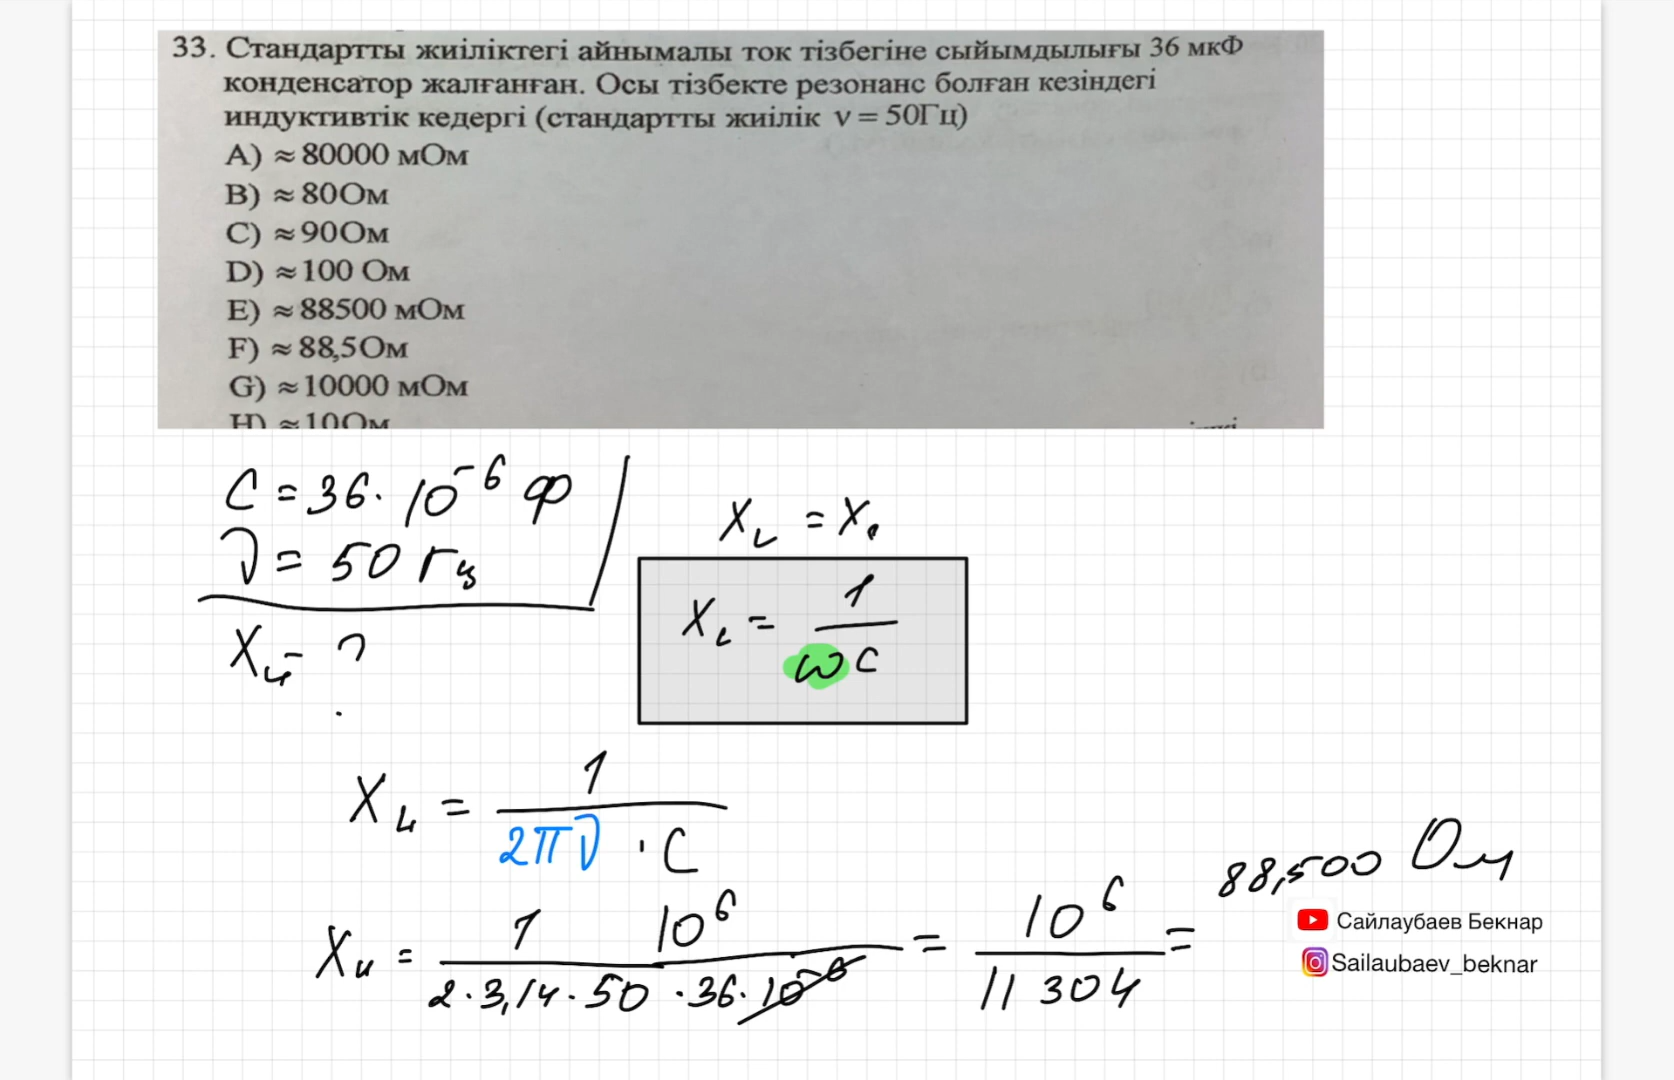 33. Стандартты жиіліктегі айнымалы ток тізбегіне сыйымдылығы 36 мкФ
конденсатор жалғанған. Осы тізбекте резонанс болған кезіндегі
индуктивтік кедергі (стандартты жиілік ν = 50Гц)
A) ≈ 80000 мОм
B) ≈ 80Ом
C) ≈ 90Ом
D) ≈ 100 Ом
E) ≈ 88500 мОм
F) ≈ 88,5Ом
G) ≈ 10000 мОм
H) ≈ 10Ом
C = 36 · 10⁻⁶ ф
ν = 50 Гц
X_L - ?
X_L = X_c
X_L = 1 / ωC
X_L = 1 / 2πν · C
X_L = 1 10⁶ / 2 · 3,14 · 50 · 36 · 10⁻⁶ = 10⁶ / 11 304 = 88,500 Ом
Сайлаубаев Бекнар
Sailaubaev_beknar